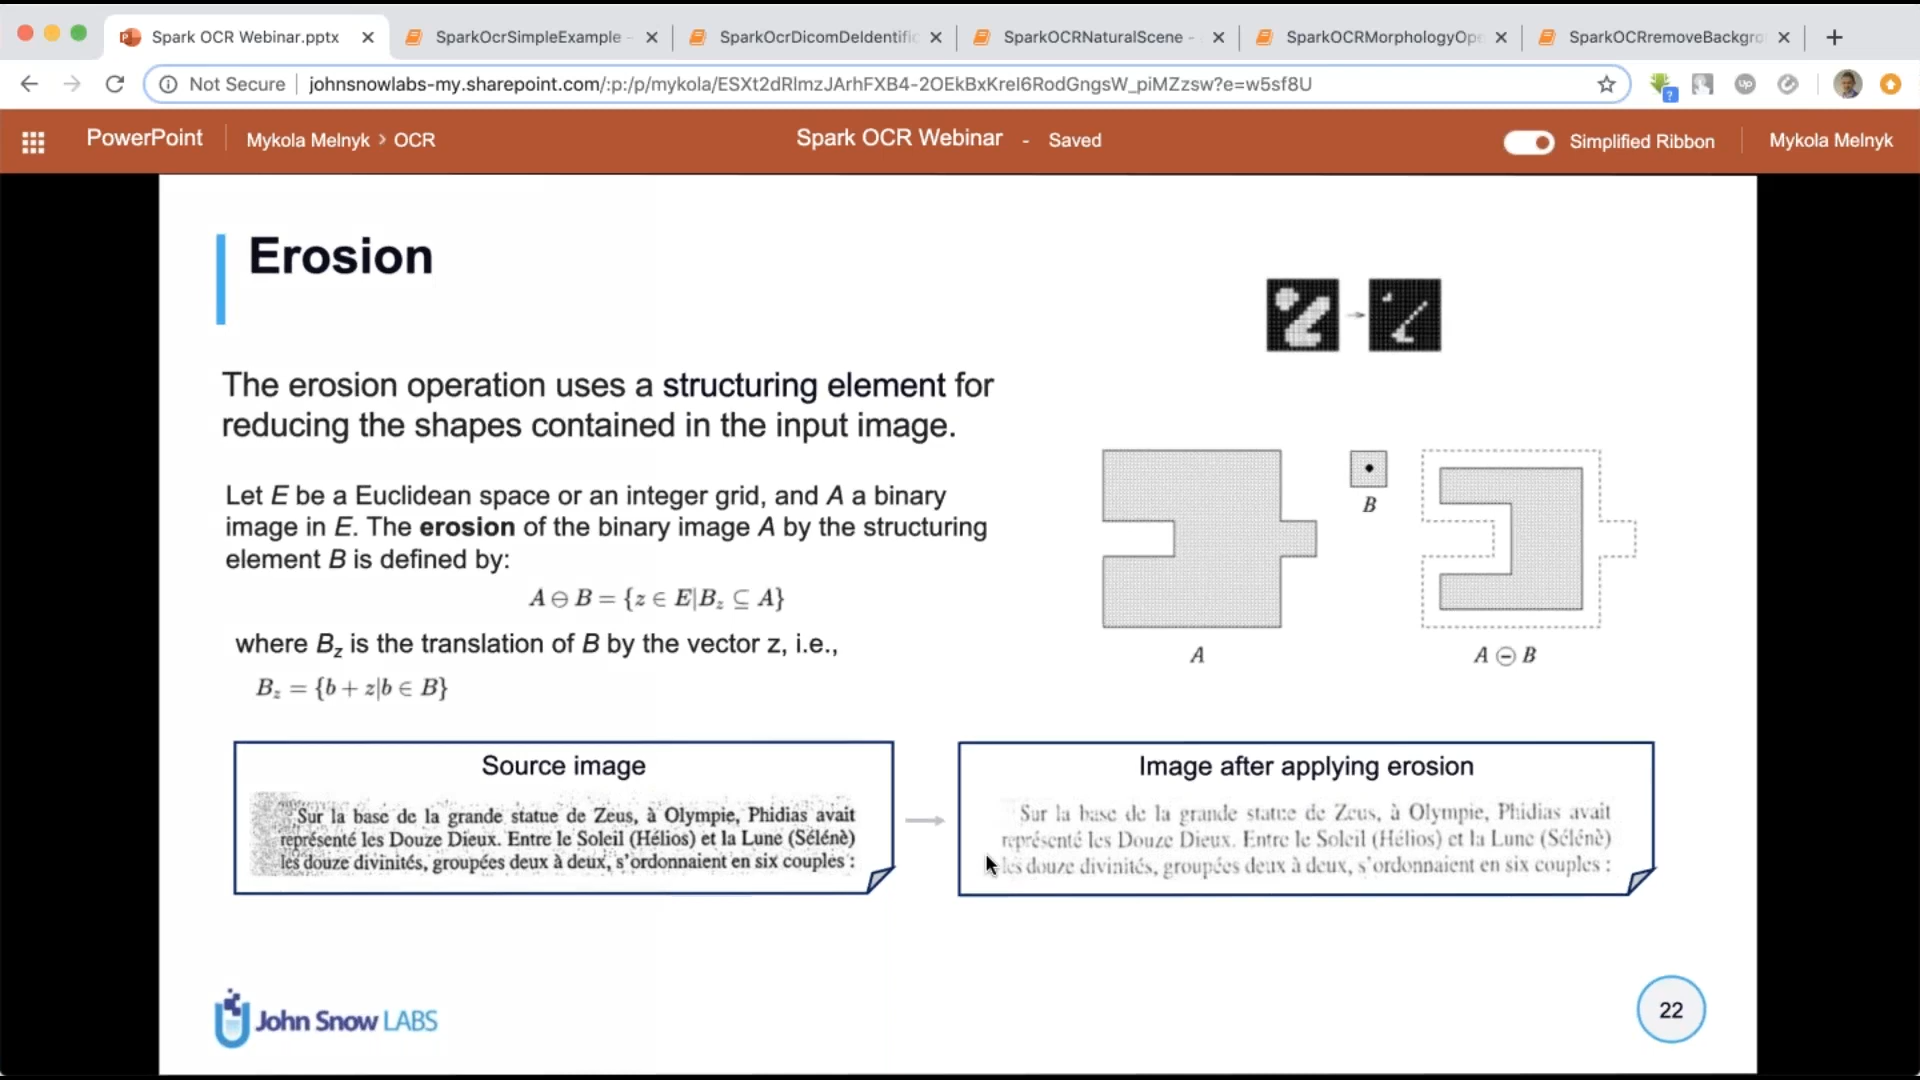 Spark OCR Webinar.pptx
SparkOcrSimpleExample -
SparkOcrDicomDeIdentific
SparkOCRNaturalScene -
SparkOCRMorphologyOpe
SparkOCRremoveBackgro
Not Secure johnsnowlabs-my.sharepoint.com/:p:/p/mykola/ESXt2dRlmzJArhFXB4-2OEkBxKreI6RodGngsW_piMZzsw?e=w5sf8U
PowerPoint
Mykola Melnyk > OCR
Spark OCR Webinar - Saved
Simplified Ribbon
Mykola Melnyk
Erosion
The erosion operation uses a structuring element for
reducing the shapes contained in the input image.
Let E be a Euclidean space or an integer grid, and A a binary
image in E. The erosion of the binary image A by the structuring
element B is defined by:
A ⊖ B = {z ∈ E|B_z ⊆ A}
where B_z is the translation of B by the vector z, i.e.,
B_z = {b + z|b ∈ B}
B
A
A ⊖ B
Source image
Sur la base de la grande statue de Zeus, à Olympie, Phidias avait
représenté les Douze Dieux. Entre le Soleil (Hélios) et la Lune (Séléné)
les douze divinités, groupées deux à deux, s'ordonnaient en six couples :
Image after applying erosion
Sur la base de la grande statue de Zeus, à Olympie, Phidias avait
représenté les Douze Dieux. Entre le Soleil (Hélios) et la Lune (Séléné)
les douze divinités, groupées deux à deux, s'ordonnaient en six couples :
John Snow LABS
22